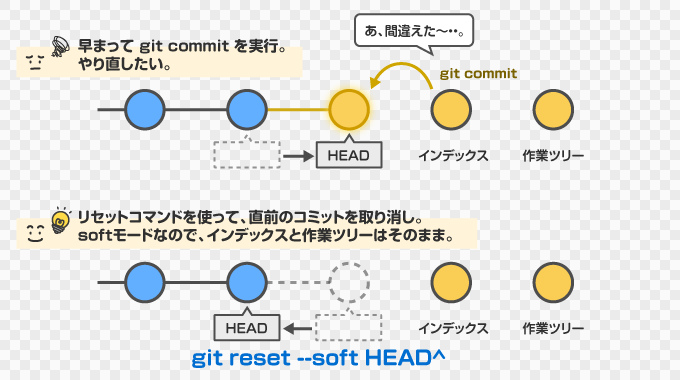 あ、間違えた〜・・。
早まって git commit を実行。
やり直したい。
git commit
HEAD
インデックス
作業ツリー
リセットコマンドを使って、直前のコミットを取り消し。
softモードなので、インデックスと作業ツリーはそのまま。
HEAD
インデックス
作業ツリー
git reset --soft HEAD^